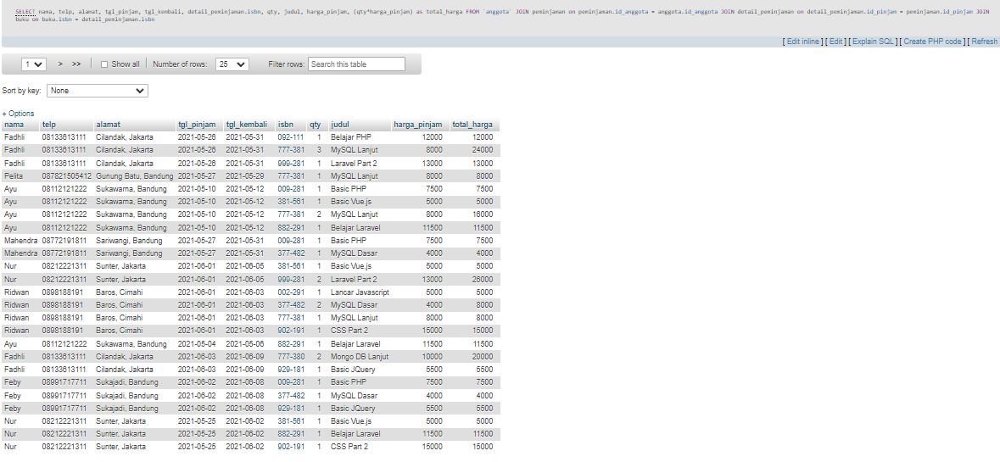 SELECT nama, telp, alamat, tgl_pinjam, tgl_kembali, detail_peminjaman.isbn, qty, judul, harga_pinjam, (qty*harga_pinjam) as total_harga FROM `anggota` JOIN peminjaman on peminjaman.id_anggota = anggota.id_anggota JOIN detail_peminjaman on detail_peminjaman.id_pinjam = peminjaman.id_pinjam JOIN
buku on buku.isbn = detail_peminjaman.isbn
[ Edit inline ] [ Edit ] [ Explain SQL ] [ Create PHP code ] [ Refresh
1 > >> Show all Number of rows: 25 Filter rows: Search this table
Sort by key: None
+ Options
nama telp alamat tgl_pinjam tgl_kembali isbn qty judul harga_pinjam total_harga
Fadhli 08133613111 Cilandak, Jakarta 2021-05-26 2021-05-31 092-111 1 Belajar PHP 12000 12000
Fadhli 08133613111 Cilandak, Jakarta 2021-05-26 2021-05-31 777-381 3 MySQL Lanjut 8000 24000
Fadhli 08133613111 Cilandak, Jakarta 2021-05-26 2021-05-31 999-281 1 Laravel Part 2 13000 13000
Pelita 087821505412 Gunung Batu, Bandung 2021-05-27 2021-05-29 777-381 1 MySQL Lanjut 8000 8000
Ayu 08112121222 Sukawarna, Bandung 2021-05-10 2021-05-12 009-281 1 Basic PHP 7500 7500
Ayu 08112121222 Sukawarna, Bandung 2021-05-10 2021-05-12 381-561 1 Basic Vue.js 5000 5000
Ayu 08112121222 Sukawarna, Bandung 2021-05-10 2021-05-12 777-381 2 MySQL Lanjut 8000 16000
Ayu 08112121222 Sukawarna, Bandung 2021-05-10 2021-05-12 882-291 1 Belajar Laravel 11500 11500
Mahendra 08772191811 Sariwangi, Bandung 2021-05-27 2021-05-31 009-281 1 Basic PHP 7500 7500
Mahendra 08772191811 Sariwangi, Bandung 2021-05-27 2021-05-31 377-482 1 MySQL Dasar 4000 4000
Nur 08212221311 Sunter, Jakarta 2021-06-01 2021-06-05 381-561 1 Basic Vue.js 5000 5000
Nur 08212221311 Sunter, Jakarta 2021-06-01 2021-06-05 999-281 2 Laravel Part 2 13000 26000
Ridwan 0898188191 Baros, Cimahi 2021-06-01 2021-06-03 002-291 1 Lancar Javascript 5000 5000
Ridwan 0898188191 Baros, Cimahi 2021-06-01 2021-06-03 377-482 2 MySQL Dasar 4000 8000
Ridwan 0898188191 Baros, Cimahi 2021-06-01 2021-06-03 777-381 1 MySQL Lanjut 8000 8000
Ridwan 0898188191 Baros, Cimahi 2021-06-01 2021-06-03 902-191 1 CSS Part 2 15000 15000
Ayu 08112121222 Sukawarna, Bandung 2021-05-04 2021-05-06 882-291 1 Belajar Laravel 11500 11500
Fadhli 08133613111 Cilandak, Jakarta 2021-06-03 2021-06-09 777-380 2 Mongo DB Lanjut 10000 20000
Fadhli 08133613111 Cilandak, Jakarta 2021-06-03 2021-06-09 929-181 1 Basic JQuery 5500 5500
Feby 08991717711 Sukajadi, Bandung 2021-06-02 2021-06-08 009-281 1 Basic PHP 7500 7500
Feby 08991717711 Sukajadi, Bandung 2021-06-02 2021-06-08 377-482 1 MySQL Dasar 4000 4000
Feby 08991717711 Sukajadi, Bandung 2021-06-02 2021-06-08 929-181 1 Basic JQuery 5500 5500
Nur 08212221311 Sunter, Jakarta 2021-05-25 2021-06-02 381-561 1 Basic Vue.js 5000 5000
Nur 08212221311 Sunter, Jakarta 2021-05-25 2021-06-02 882-291 1 Belajar Laravel 11500 11500
Nur 08212221311 Sunter, Jakarta 2021-05-25 2021-06-02 902-191 1 CSS Part 2 15000 15000